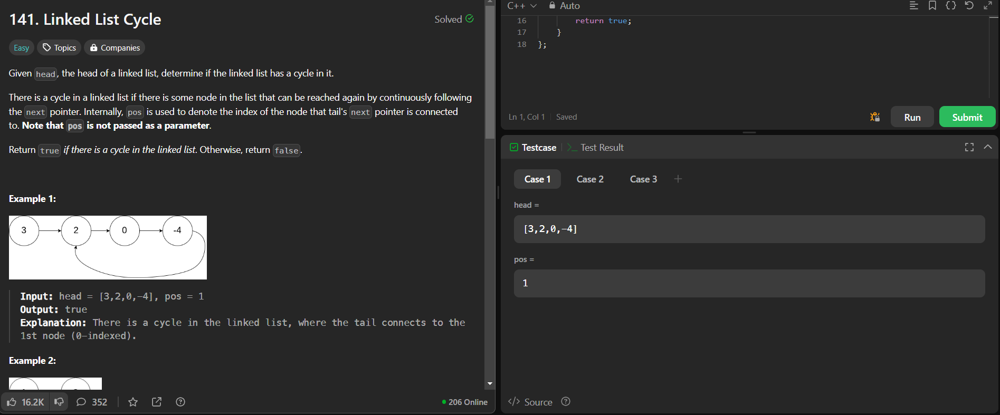 141. Linked List Cycle
Solved
Easy
Topics
Companies
Given head, the head of a linked list, determine if the linked list has a cycle in it.
There is a cycle in a linked list if there is some node in the list that can be reached again by continuously following
the next pointer. Internally, pos is used to denote the index of the node that tail's next pointer is connected
to. Note that pos is not passed as a parameter.
Return true if there is a cycle in the linked list. Otherwise, return false.
Example 1:
3 2 0 -4
Input: head = [3,2,0,-4], pos = 1
Output: true
Explanation: There is a cycle in the linked list, where the tail connects to the
1st node (0-indexed).
Example 2:
16.2K
352
206 Online
C++
Auto
16 return true;
17 }
18 };
Ln 1, Col 1
Saved
Run
Submit
Testcase
>_ Test Result
Case 1
Case 2
Case 3
+
head =
[3,2,0,-4]
pos =
1
</> Source